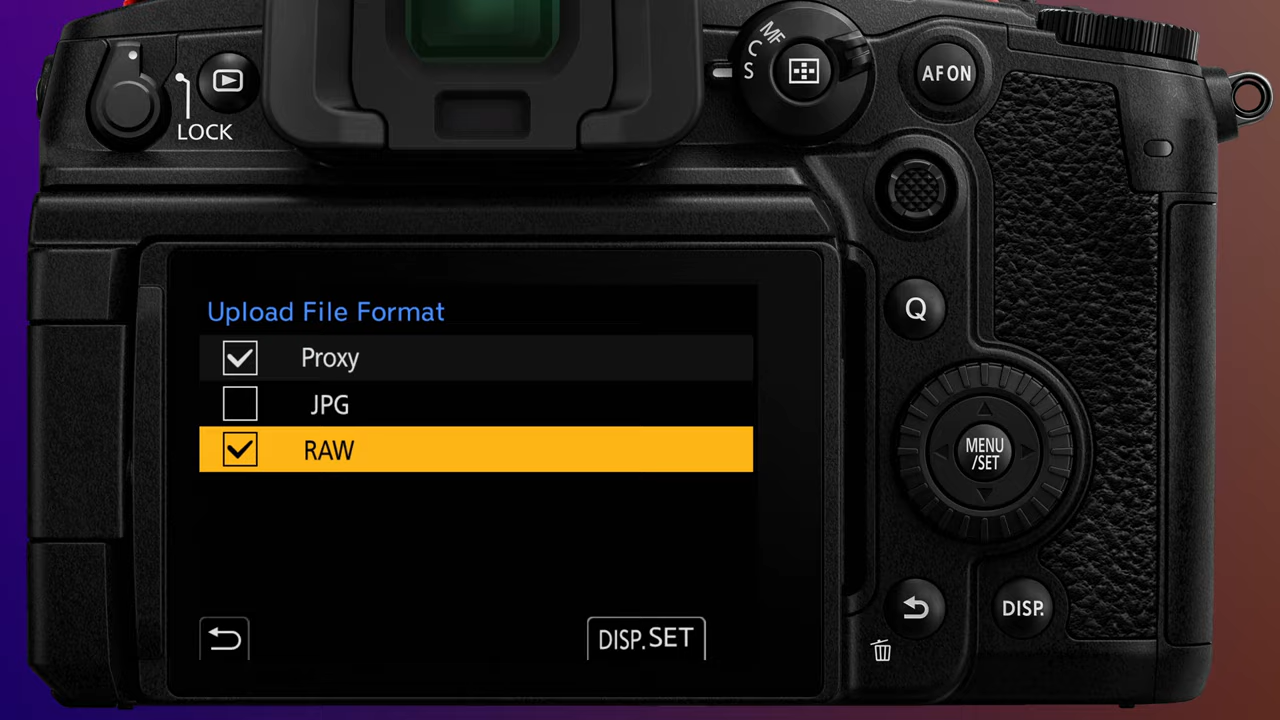 MF
C
S
AF ON
LOCK
Q
Upload File Format
Proxy
JPG
RAW
MENU
/SET
DISP.SET
DISP.